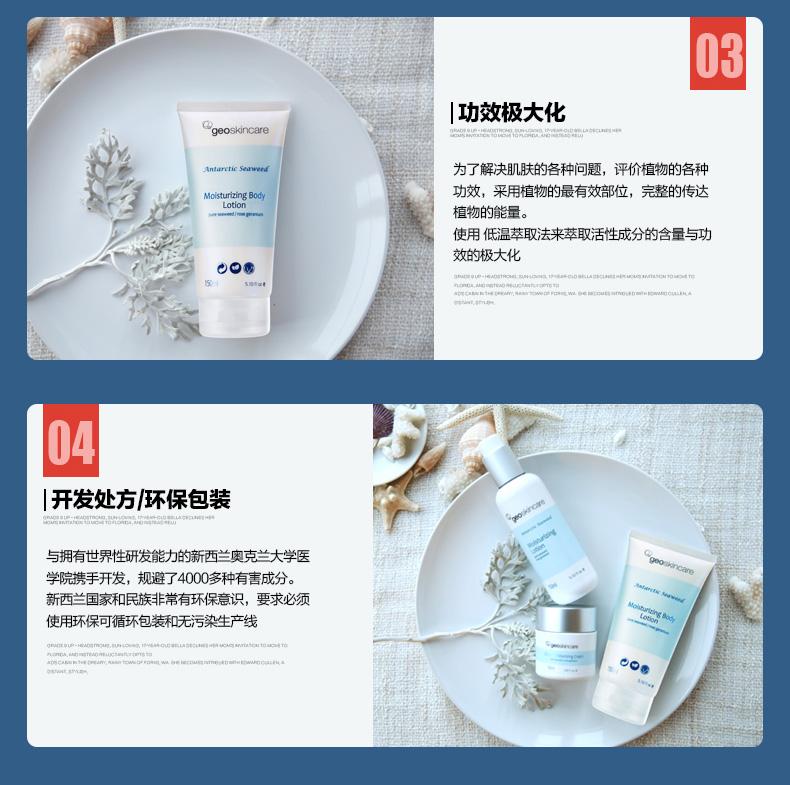 03
功效极大化
GRADE 9 UP - HEADSTRONG, SUN-LOVING, 17-YEAR-OLD BELLA DECLINES HER
MOM'S INVITATION TO MOVE TO FLORIDA, AND INSTEAD RELU
为了解决肌肤的各种问题，评价植物的各种
功效，采用植物的最有效部位，完整的传达
植物的能量。
使用 低温萃取法来萃取活性成分的含量与功
效的极大化
GRADE 9 UP - HEADSTRONG, SUN-LOVING, 17-YEAR-OLD BELLA DECLINES HER MOM'S INVITATION TO MOVE TO
FLORIDA, AND INSTEAD RELUCTANTLY OPTS TO
AD'S CABIN IN THE DREARY, RAINY TOWN OF FORKS, WA. SHE BECOMES INTRIGUED WITH EDWARD CULLEN, A
DISTANT, STYLISH,
geoskincare
Antarctic Seaweed
Moisturizing Body
Lotion
pure seaweed / rose geranium
150ml 5.10 fl oz e
04
开发处方/环保包装
GRADE 9 UP - HEADSTRONG, SUN-LOVING, 17-YEAR-OLD BELLA DECLINES HER
MOM'S INVITATION TO MOVE TO FLORIDA, AND INSTEAD RELU
与拥有世界性研发能力的新西兰奥克兰大学医
学院携手开发，规避了4000多种有害成分。
新西兰国家和民族非常有环保意识，要求必须
使用环保可循环包装和无污染生产线
GRADE 9 UP - HEADSTRONG, SUN-LOVING, 17-YEAR-OLD BELLA DECLINES HER MOM'S INVITATION TO MOVE TO
FLORIDA, AND INSTEAD RELUCTANTLY OPTS TO
AD'S CABIN IN THE DREARY, RAINY TOWN OF FORKS, WA. SHE BECOMES INTRIGUED WITH EDWARD CULLEN, A
DISTANT, STYLISH,
geoskincare
Antarctic Seaweed
Moisturizing
Lotion
geoskincare
geoskincare
Antarctic Seaweed
Moisturizing Body
Lotion
pure seaweed / rose geranium